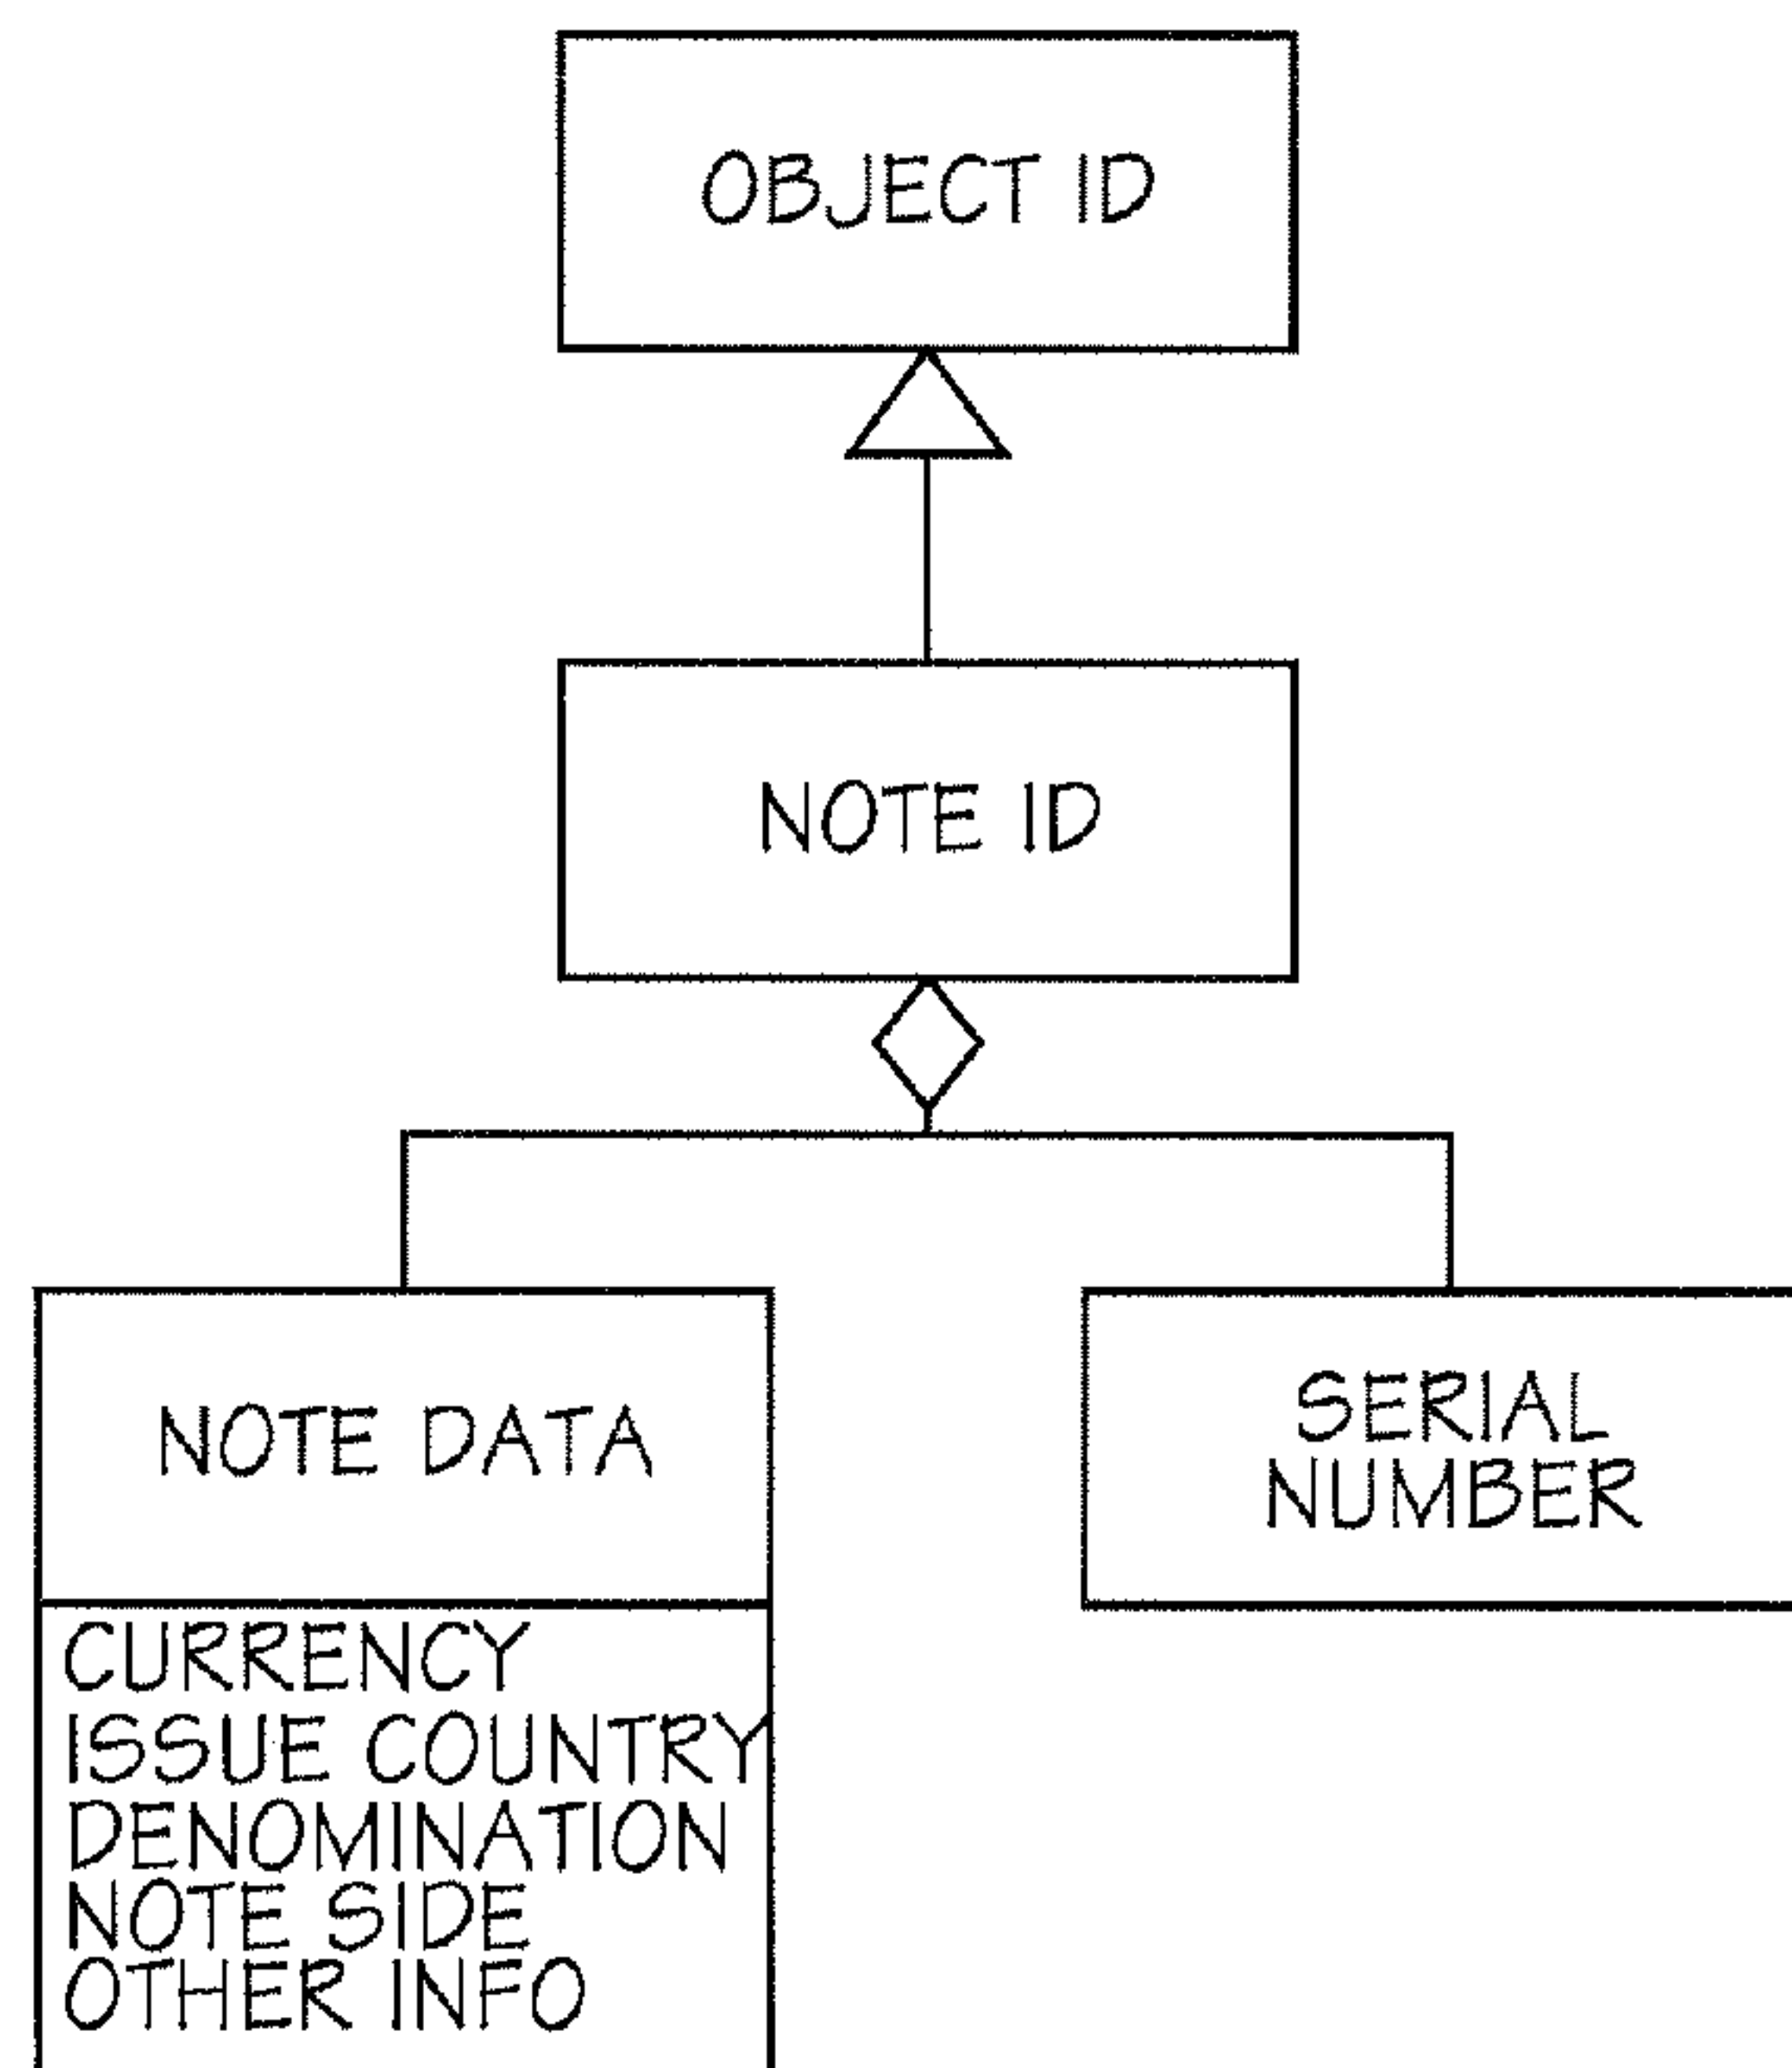 OBJECT ID
NOTE ID
NOTE DATA
SERIAL
NUMBER
CURRENCY
ISSUE COUNTRY
DENOMINATION
NOTE SIDE
OTHER INFO